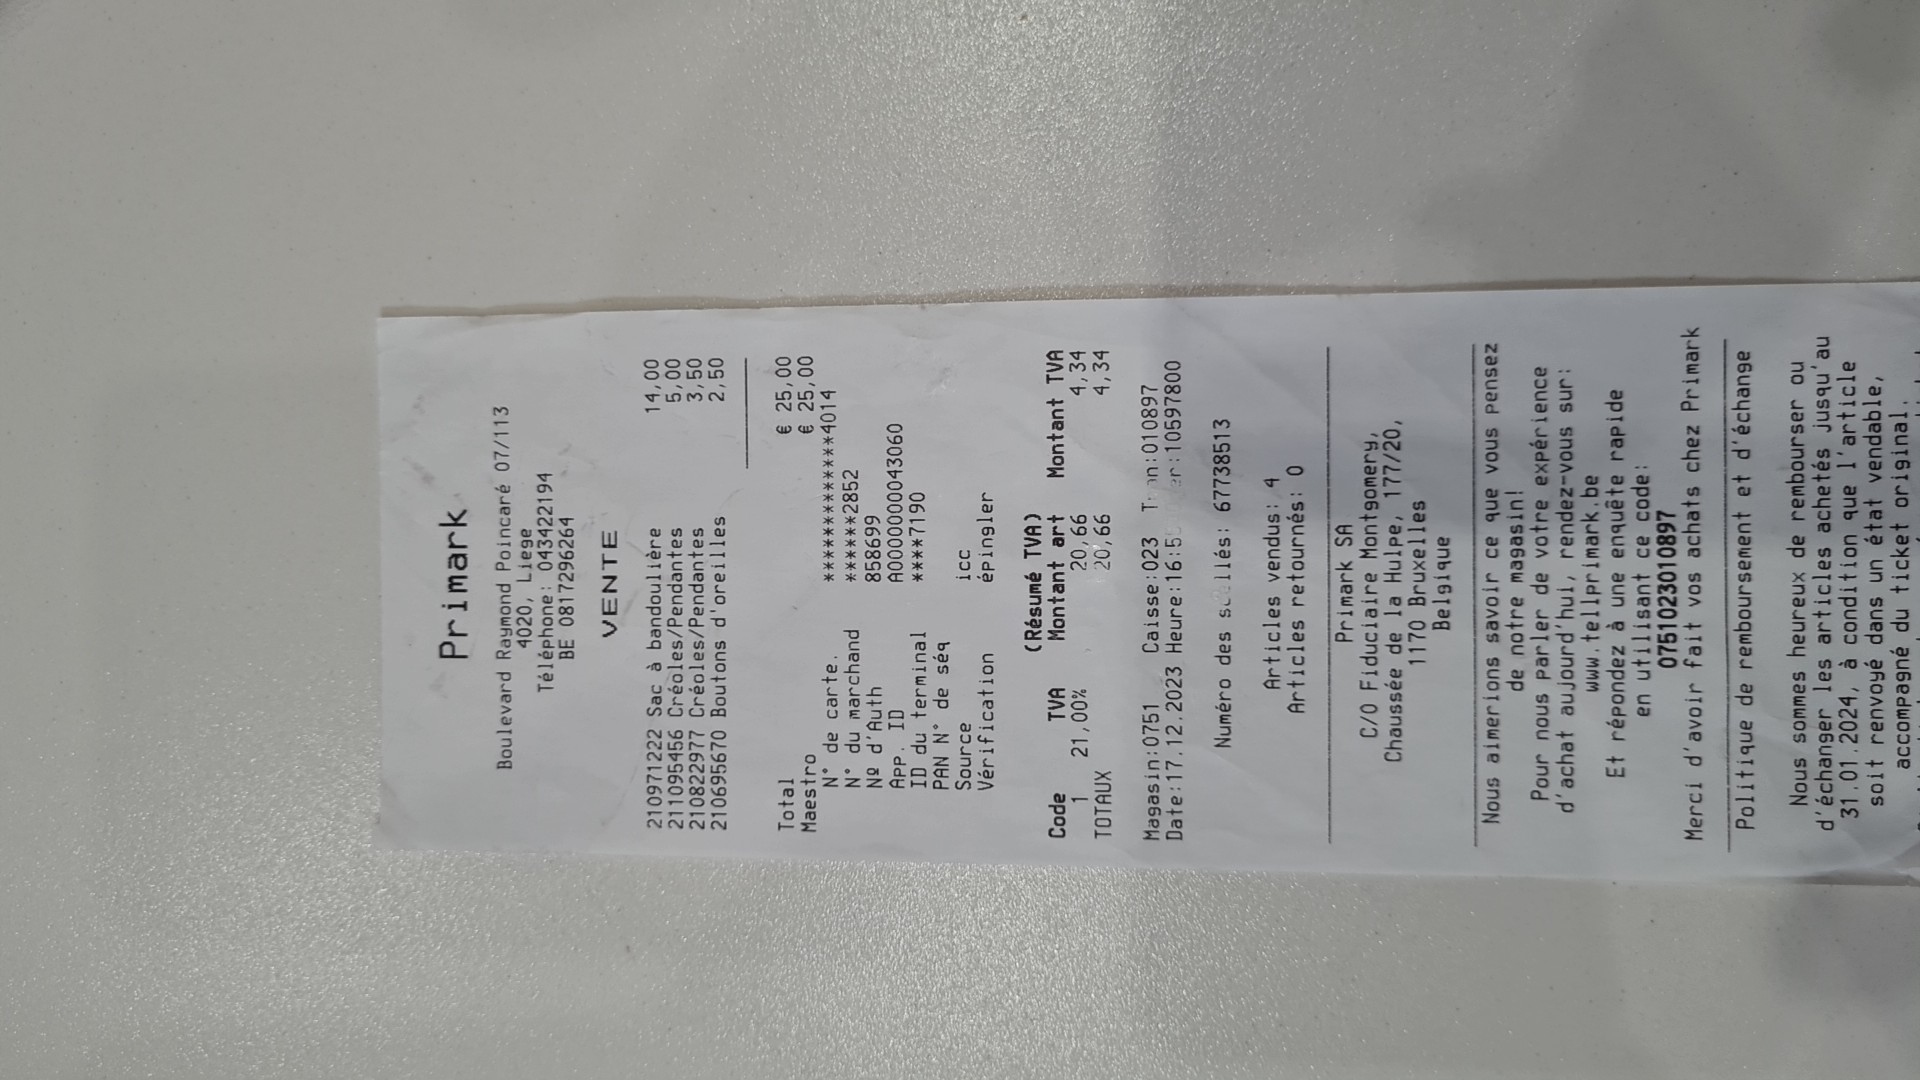 Primark
Boulevard Raymond Poincaré 07/113
4020, Liege
Téléphone: 043422194
BE 0817296264
VENTE
210971222 Sac à bandoulière 14,00
211095456 Créoles/Pendantes 5,00
210822977 Créoles/Pendantes 3,50
210695670 Boutons d'oreilles 2,50
Total € 25,00
Maestro € 25,00
N° de carte. ************4014
N° du marchand ******2852
Nº d'Auth 858699
App. ID A0000000043060
ID du terminal ****7190
PAN N° de séq
Source icc
Vérification épingler
(Résumé TVA)
Code TVA Montant art Montant TVA
1 21,00% 20,66 4,34
TOTAUX 20,66 4,34
Magasin:0751 Caisse:023 :010897
Date:17.12.2023 :10597800
Numéro des scellés: 67738513
Articles vendus: 4
Articles retournés: 0
Primark SA
C/O Fiduciaire Montgomery,
Chaussée de la Hulpe, 177/20,
1170 Bruxelles
Belgique
Nous aimerions savoir ce que vous pensez
de notre magasin!
Pour nous parler de votre expérience
d'achat aujourd'hui, rendez-vous sur:
www.tellprimark.be
Et répondez à une enquête rapide
en utilisant ce code:
0751023010897
Merci d'avoir fait vos achats chez Primark
Politique de remboursement et d'échange
Nous sommes heureux de rembourser ou
d'échanger les articles achetés jusqu'au
31.01.2024, à condition que l'article
soit renvoyé dans un état vendable,
accompagné du ticket original.